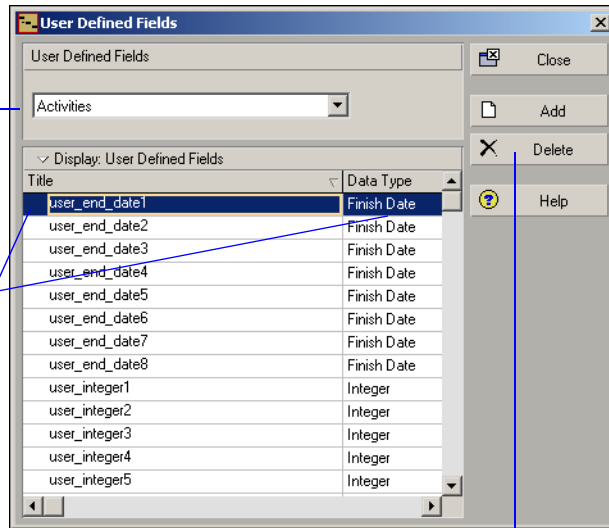 User Defined Fields
User Defined Fields
Close
Activities
Add
Delete
Display: User Defined Fields
Title Data Type
Help
user_end_date1 Finish Date
user_end_date2 Finish Date
user_end_date3 Finish Date
user_end_date4 Finish Date
user_end_date5 Finish Date
user_end_date6 Finish Date
user_end_date7 Finish Date
user_end_date8 Finish Date
user_integer1 Integer
user_integer2 Integer
user_integer3 Integer
user_integer4 Integer
user_integer5 Integer